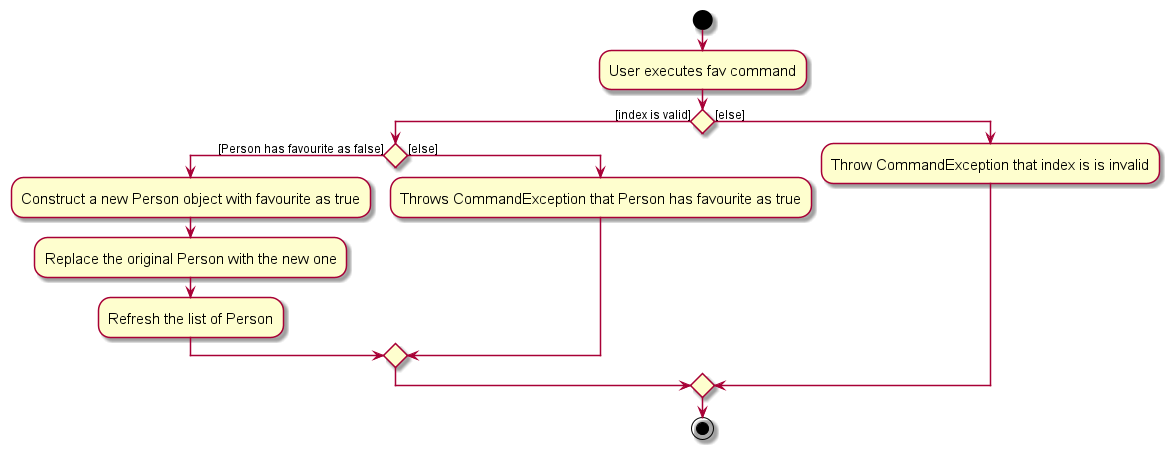 User executes fav command
[index is valid]
[else]
[Person has favourite as false]
[else]
Throw CommandException that index is is invalid
Construct a new Person object with favourite as true
Throws CommandException that Person has favourite as true
Replace the original Person with the new one
Refresh the list of Person